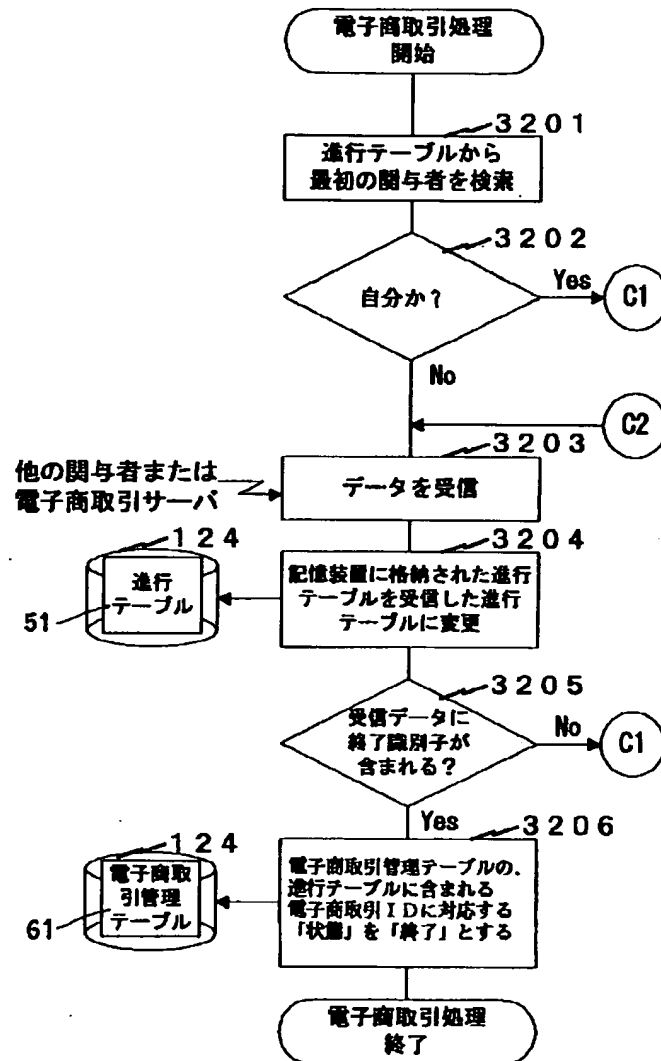 電子商取引処理
開始
3201
進行テーブルから
最初の関与者を検索
3202
自分か？
Yes
C1
No
C2
3203
他の関与者または
電子商取引サーバ
データを受信
124
3204
進行
テーブル
51
記憶装置に格納された進行
テーブルを受信した進行
テーブルに変更
3205
受信データに
終了識別子が
含まれる？
No
C1
Yes
124
3206
電子商取
引管理
テーブル
61
電子商取引管理テーブルの、
進行テーブルに含まれる
電子商取引ＩＤに対応する
「状態」を「終了」とする
電子商取引処理
終了